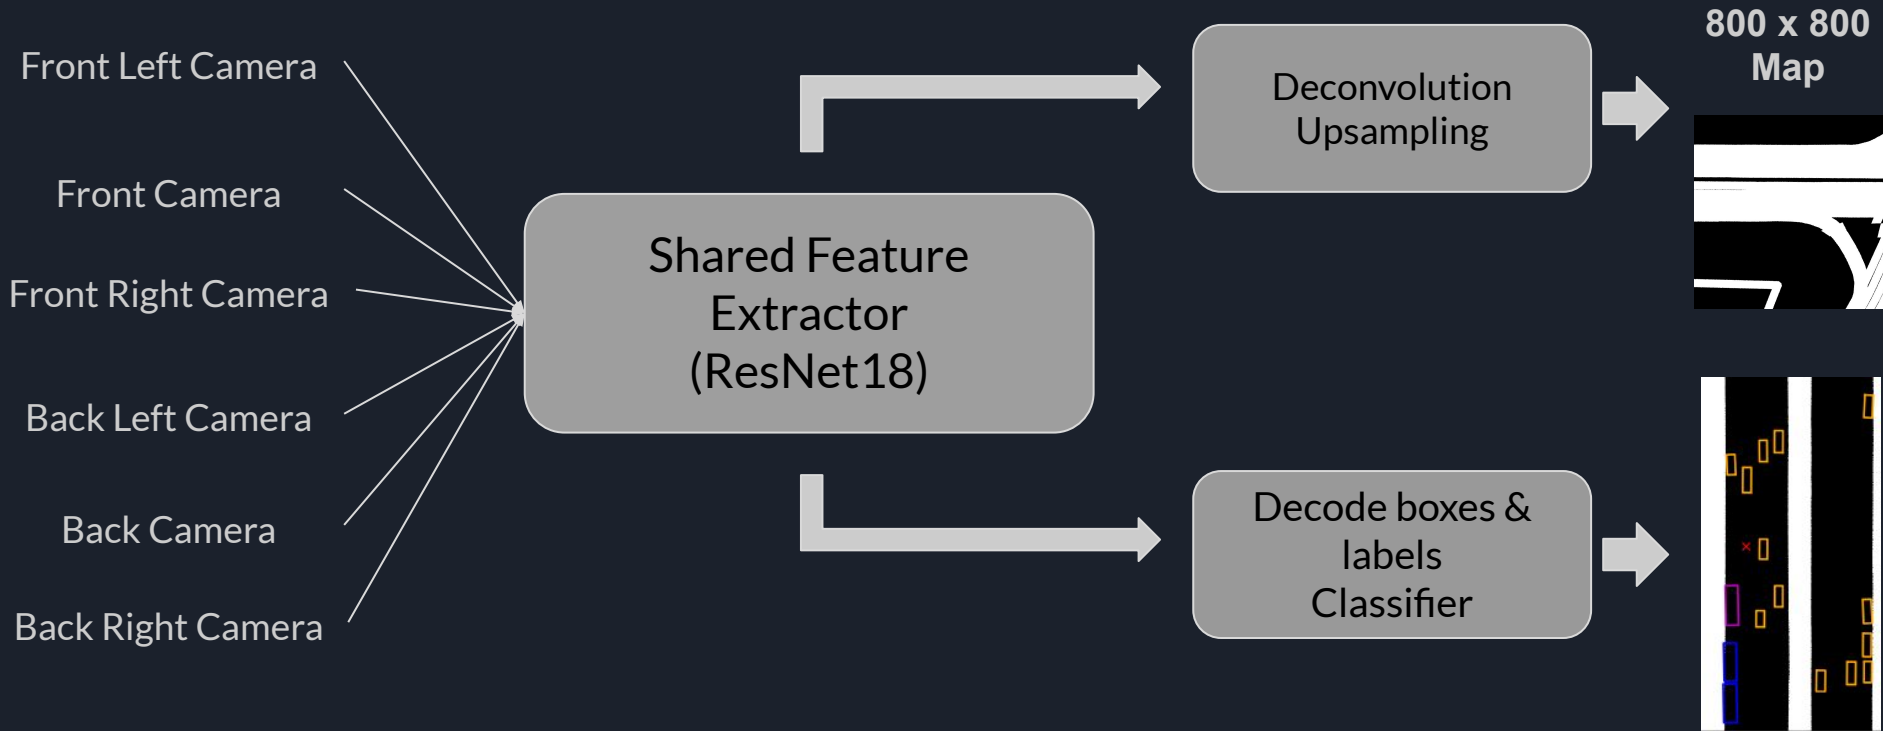 Front Left Camera
Front Camera
Front Right Camera
Back Left Camera
Back Camera
Back Right Camera
Shared Feature
Extractor
(ResNet18)
Deconvolution
Upsampling
Decode boxes &
labels
Classifier
800 x 800
Map